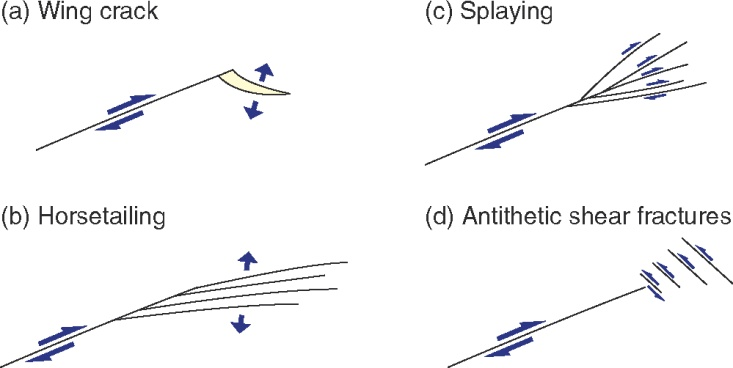 (a) Wing crack
(c) Splaying
(b) Horsetailing
(d) Antithetic shear fractures